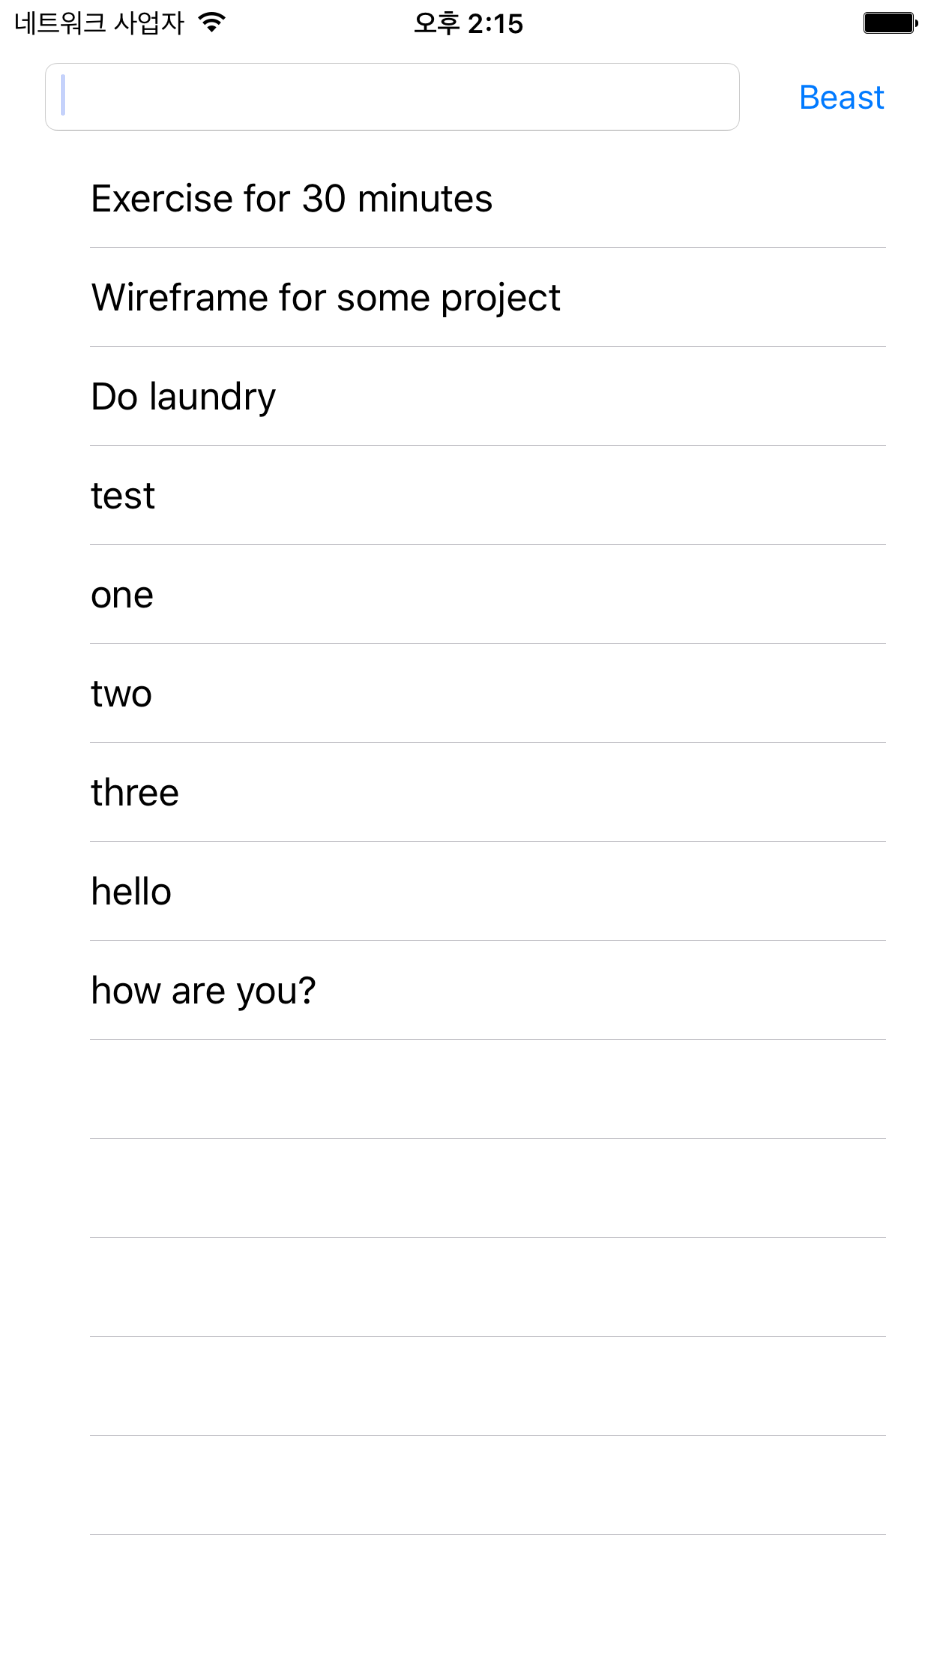 네트워크 사업자 오후 2:15
Beast
Exercise for 30 minutes
Wireframe for some project
Do laundry
test
one
two
three
hello
how are you?